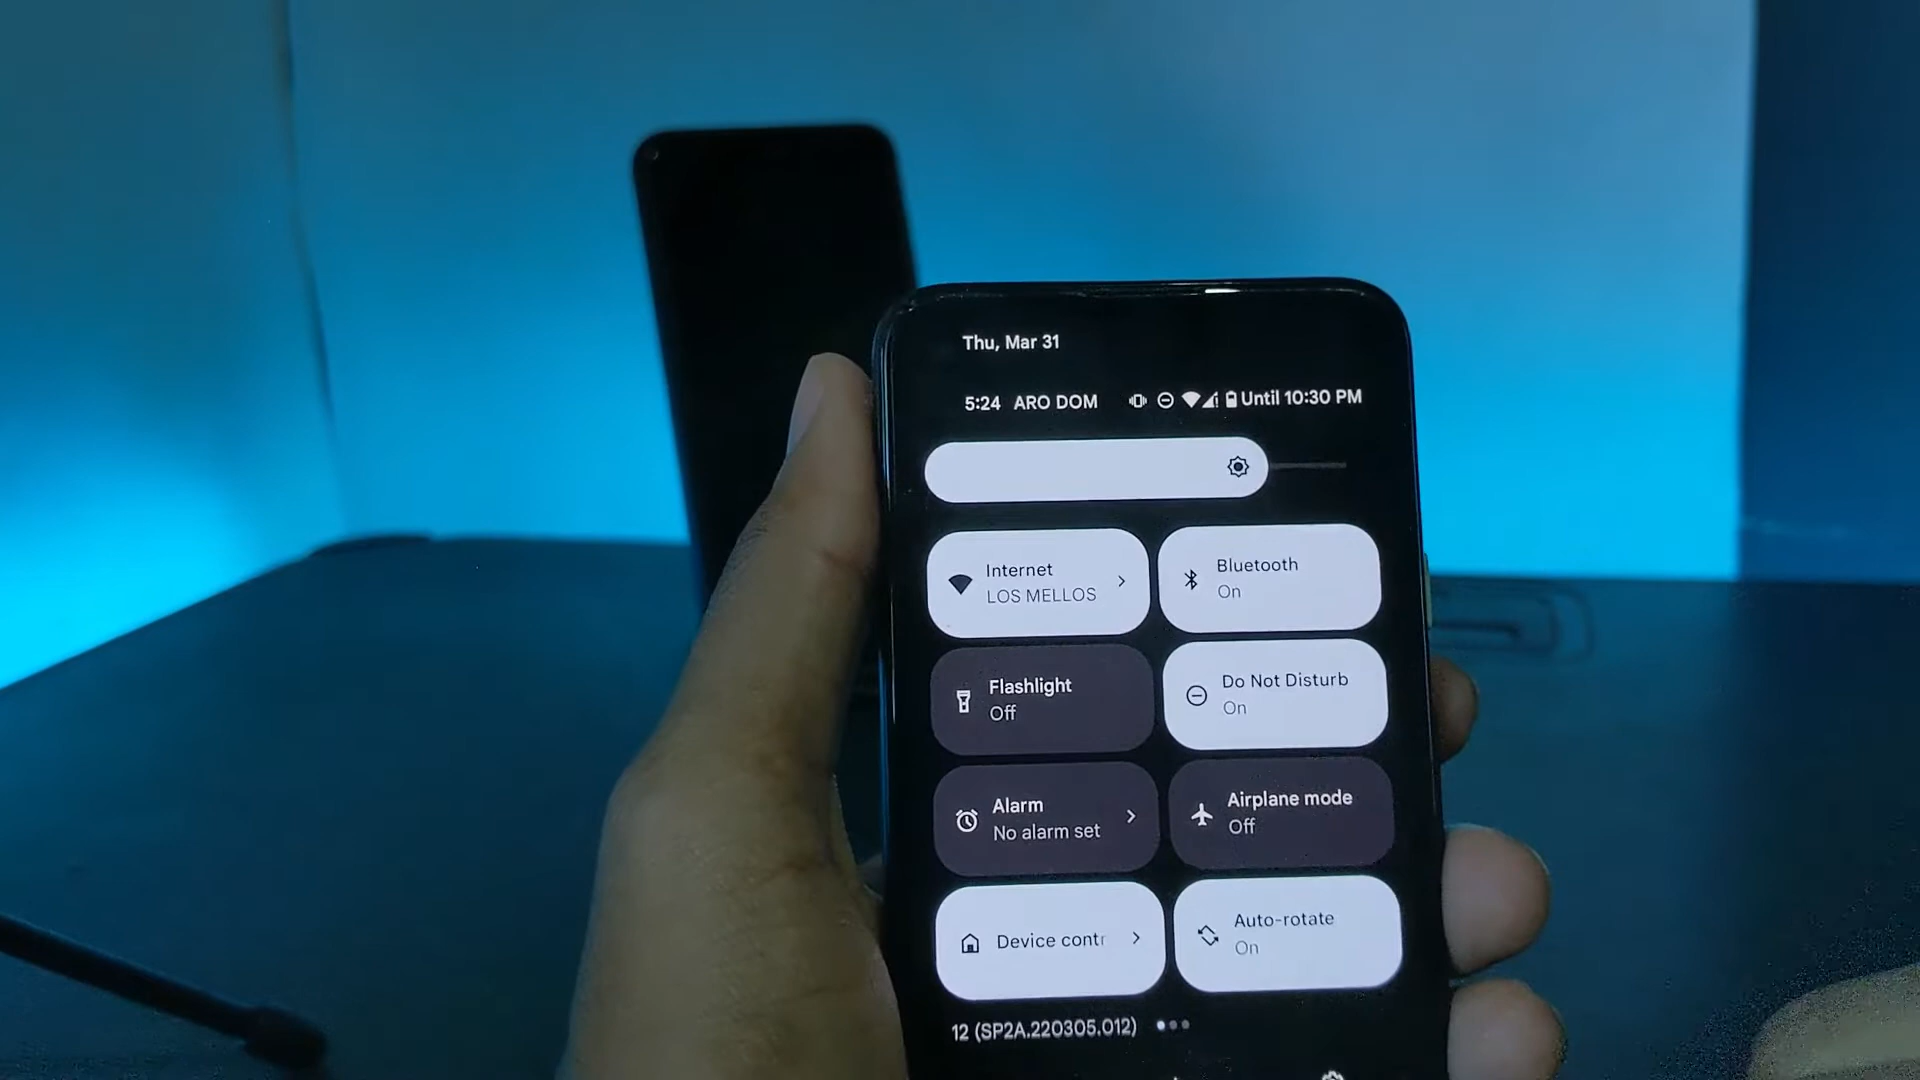 Thu, Mar 31
5:24 ARO DOM Until 10:30 PM
Internet
LOS MELLOS
Bluetooth
On
Flashlight
Off
Do Not Disturb
On
Alarm
No alarm set
Airplane mode
Off
Device contr
Auto-rotate
On
12 (SP2A.220305.012)